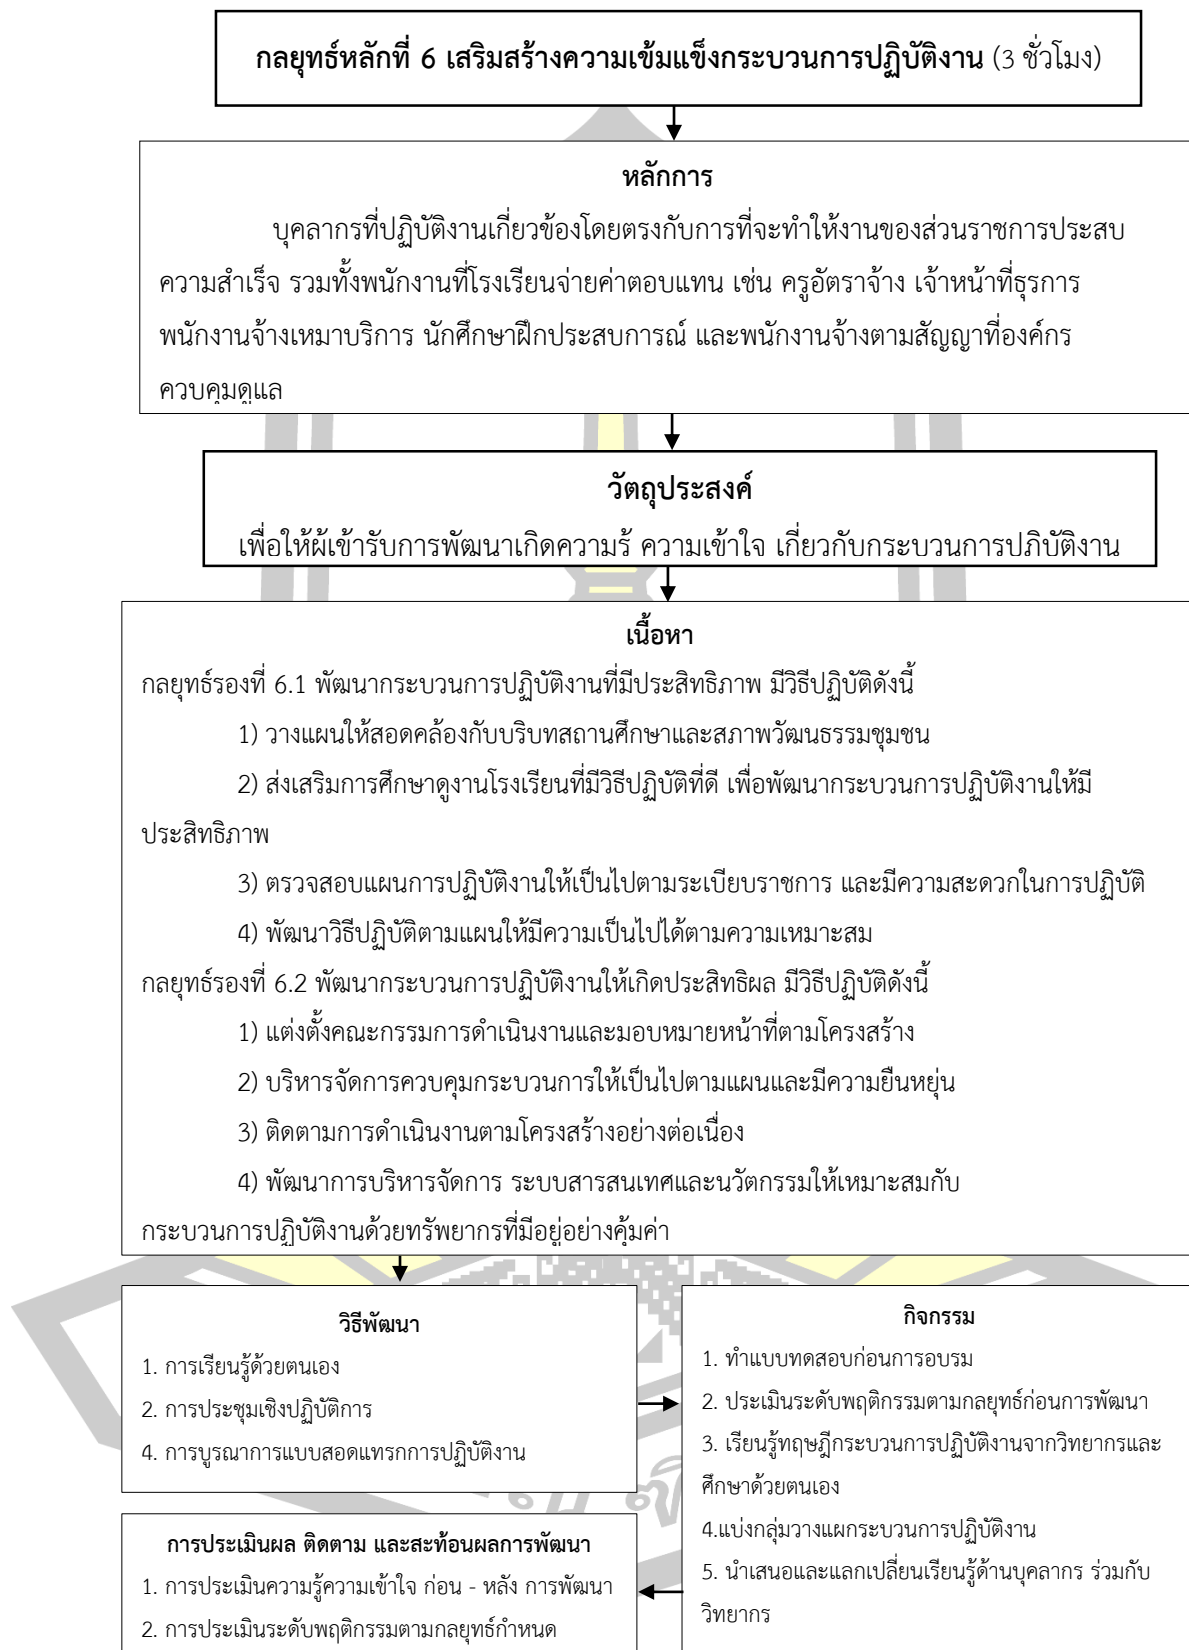 กลยุทธ์หลักที่ 6 เสริมสร้างความเข้มแข็งกระบวนการปฏิบัติงาน (3 ชั่วโมง)
หลักการ
บุคลากรที่ปฏิบัติงานเกี่ยวข้องโดยตรงกับการที่จะทำให้งานของส่วนราชการประสบ
ความสำเร็จ รวมทั้งพนักงานที่โรงเรียนจ่ายค่าตอบแทน เช่น ครูอัตราจ้าง เจ้าหน้าที่ธุรการ
พนักงานจ้างเหมาบริการ นักศึกษาฝึกประสบการณ์ และพนักงานจ้างตามสัญญาที่องค์กร
ควบคุมดูแล
วัตถุประสงค์
เพื่อให้ผู้เข้ารับการพัฒนาเกิดความรู้ ความเข้าใจ เกี่ยวกับกระบวนการปฏิบัติงาน
เนื้อหา
กลยุทธ์รองที่ 6.1 พัฒนากระบวนการปฏิบัติงานที่มีประสิทธิภาพ มีวิธีปฏิบัติดังนี้
1) วางแผนให้สอดคล้องกับบริบทสถานศึกษาและสภาพวัฒนธรรมชุมชน
2) ส่งเสริมการศึกษาดูงานโรงเรียนที่มีวิธีปฏิบัติที่ดี เพื่อพัฒนากระบวนการปฏิบัติงานให้มี
ประสิทธิภาพ
3) ตรวจสอบแผนการปฏิบัติงานให้เป็นไปตามระเบียบราชการ และมีความสะดวกในการปฏิบัติ
4) พัฒนาวิธีปฏิบัติตามแผนให้มีความเป็นไปได้ตามความเหมาะสม
กลยุทธ์รองที่ 6.2 พัฒนากระบวนการปฏิบัติงานให้เกิดประสิทธิผล มีวิธีปฏิบัติดังนี้
1) แต่งตั้งคณะกรรมการดำเนินงานและมอบหมายหน้าที่ตามโครงสร้าง
2) บริหารจัดการควบคุมกระบวนการให้เป็นไปตามแผนและมีความยืนหยุ่น
3) ติดตามการดำเนินงานตามโครงสร้างอย่างต่อเนื่อง
4) พัฒนาการบริหารจัดการ ระบบสารสนเทศและนวัตกรรมให้เหมาะสมกับ
กระบวนการปฏิบัติงานด้วยทรัพยากรที่มีอยู่อย่างคุ้มค่า
วิธีพัฒนา
1. การเรียนรู้ด้วยตนเอง
2. การประชุมเชิงปฏิบัติการ
4. การบูรณาการแบบสอดแทรกการปฏิบัติงาน
กิจกรรม
1. ทำแบบทดสอบก่อนการอบรม
2. ประเมินระดับพฤติกรรมตามกลยุทธ์ก่อนการพัฒนา
3. เรียนรู้ทฤษฎีกระบวนการปฏิบัติงานจากวิทยากรและ
ศึกษาด้วยตนเอง
4.แบ่งกลุ่มวางแผกระบวนการปฏิบัติงาน
5. นำเสนอและแลกเปลี่ยนเรียนรู้ด้านบุคลากร ร่วมกับ
วิทยากร
การประเมินผล ติดตาม และสะท้อนผลการพัฒนา
1. การประเมินความรู้ความเข้าใจ ก่อน - หลัง การพัฒนา
2. การประเมินระดับพฤติกรรมตามกลยุทธ์กำหนด